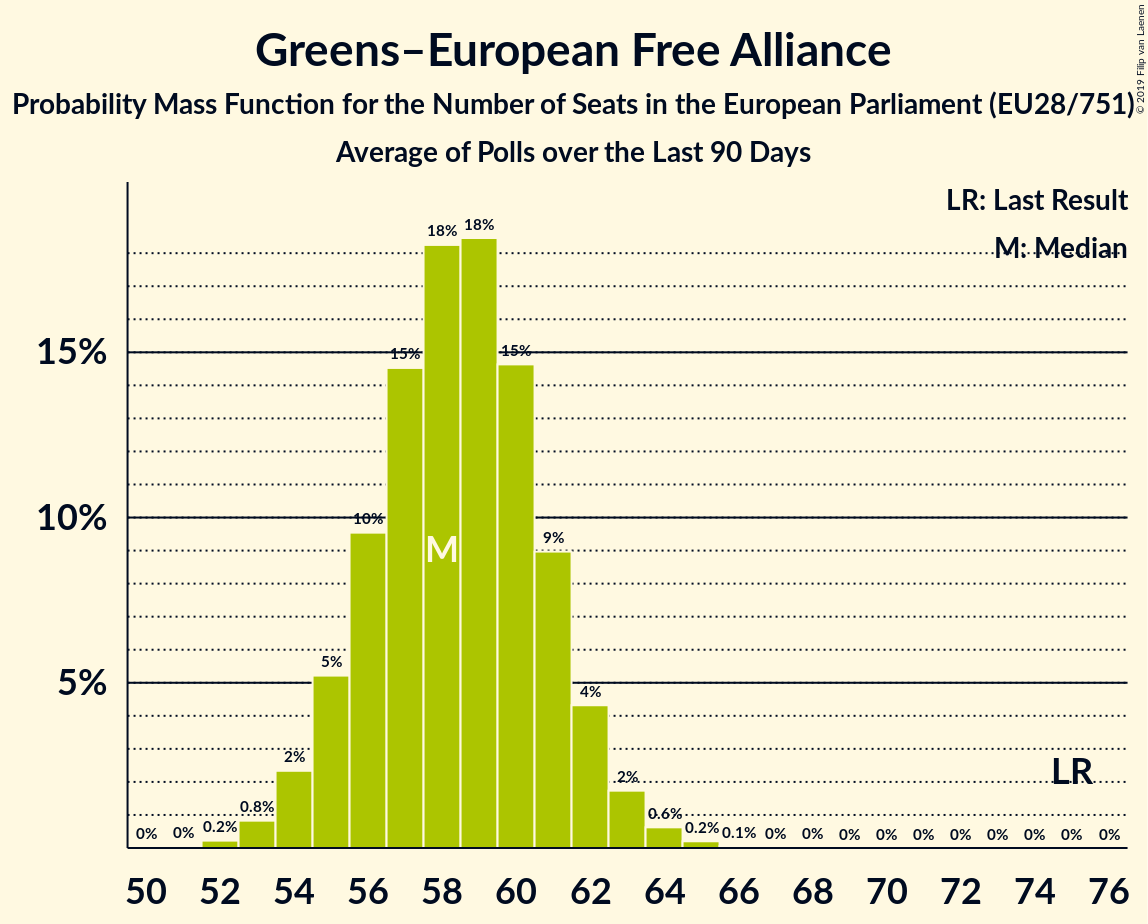 Greens–European Free Alliance
Probability Mass Function for the Number of Seats in the European Parliament (EU28/751)
Average of Polls over the Last 90 Days
© 2019 Filip van Laenen
LR: Last Result
M: Median
15%
10%
5%
0% 0% 0.2% 0.8% 2% 5% 10% 15% 18% 18% 15% 9% 4% 2% 0.6% 0.2% 0.1% 0% 0% 0% 0% 0% 0% 0% 0% 0% 0%
M
LR
50 52 54 56 58 60 62 64 66 68 70 72 74 76